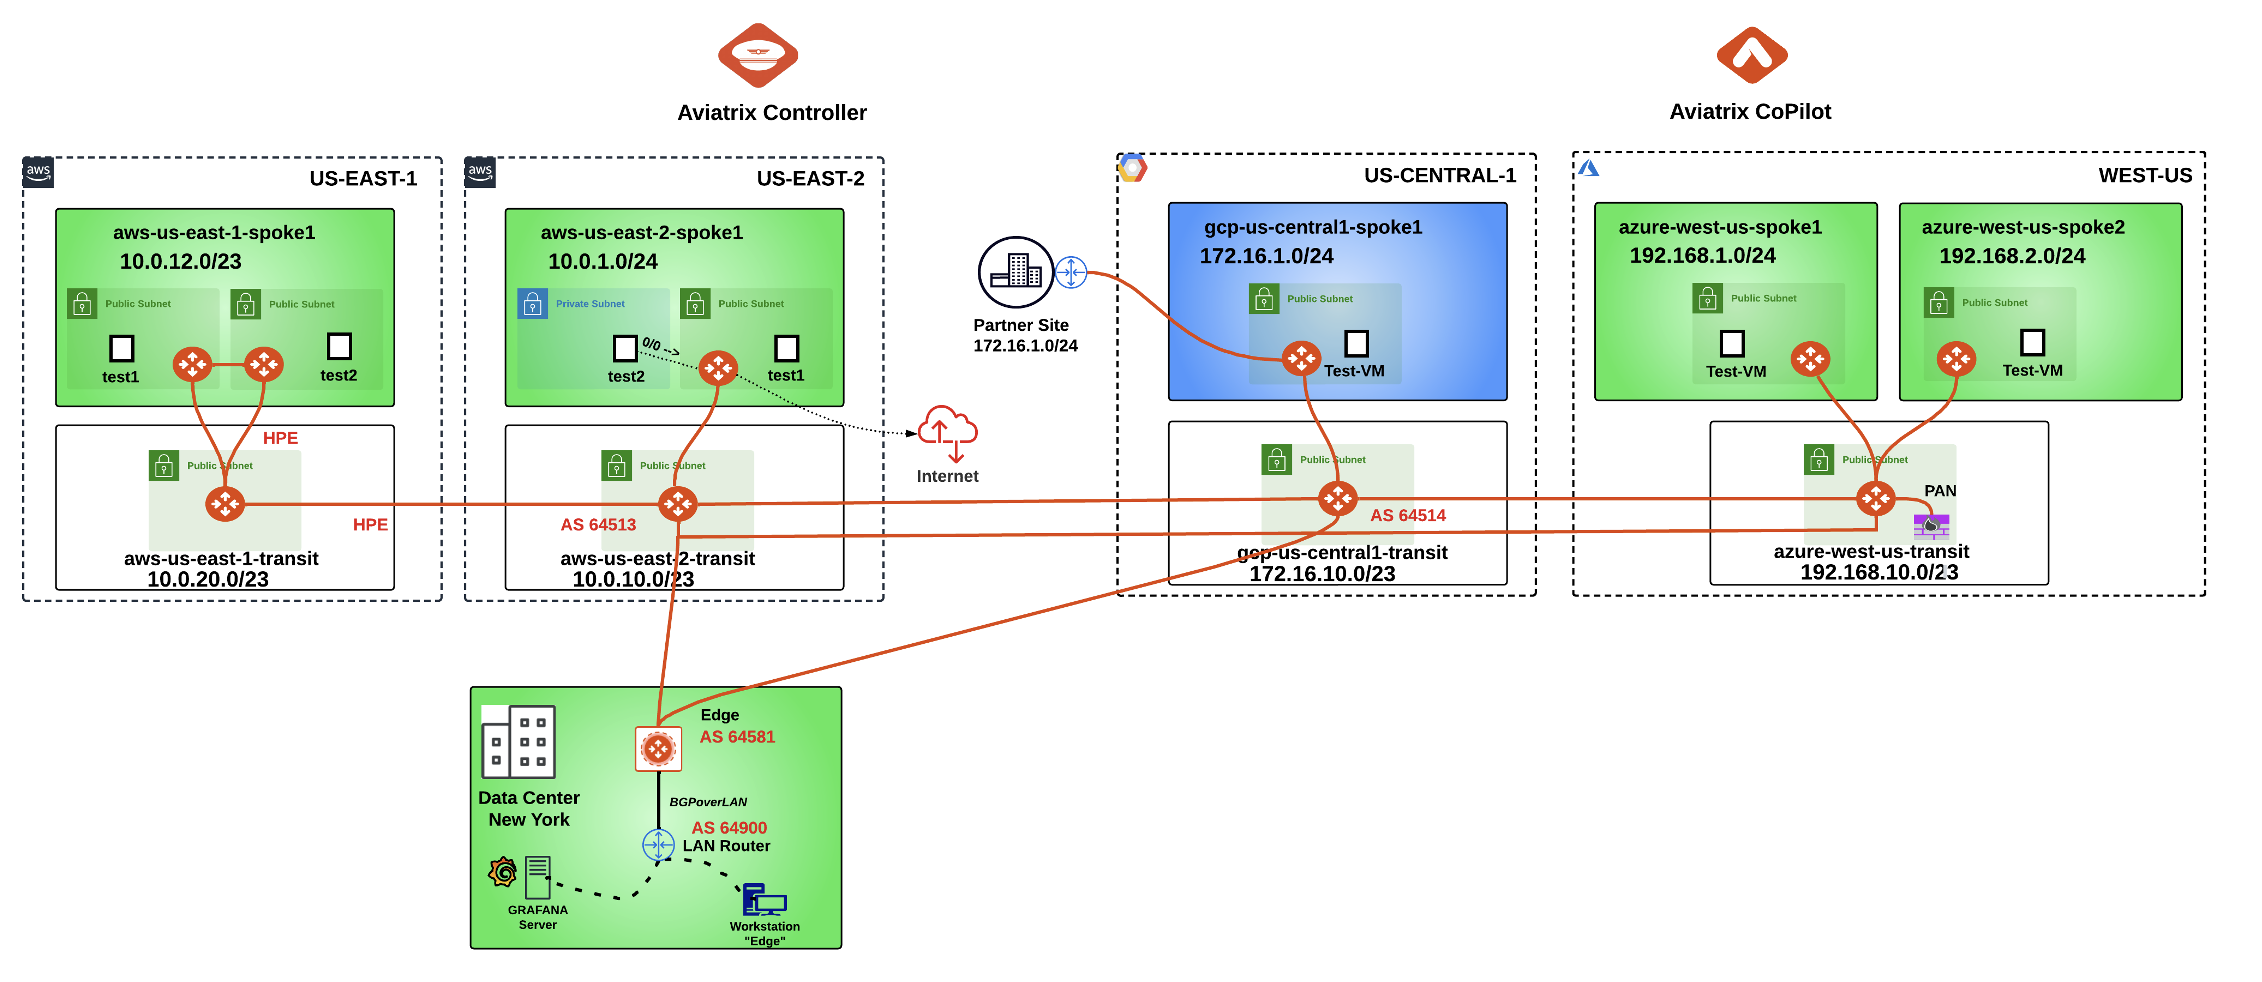 Aviatrix Controller
Aviatrix CoPilot
aws
US-EAST-1
aws-us-east-1-spoke1
10.0.12.0/23
Public Subnet
Public Subnet
test1
test2
HPE
Public Subnet
HPE
aws-us-east-1-transit
10.0.20.0/23
aws
US-EAST-2
aws-us-east-2-spoke1
10.0.1.0/24
Private Subnet
Public Subnet
0/0 -->
test2
test1
Public Subnet
AS 64513
aws-us-east-2-transit
10.0.10.0/23
Internet
Partner Site
172.16.1.0/24
US-CENTRAL-1
gcp-us-central1-spoke1
172.16.1.0/24
Public Subnet
Test-VM
Public Subnet
AS 64514
gcp-us-central1-transit
172.16.10.0/23
WEST-US
azure-west-us-spoke1
192.168.1.0/24
Public Subnet
Test-VM
azure-west-us-spoke2
192.168.2.0/24
Public Subnet
Test-VM
Public Subnet
PAN
azure-west-us-transit
192.168.10.0/23
Edge
AS 64581
Data Center
New York
BGPoverLAN
AS 64900
LAN Router
GRAFANA
Server
Workstation
"Edge"